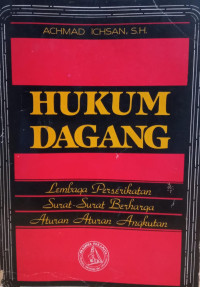 ACHMAD ICHSAN, S.H.
HUKUM
DAGANG
Lembaga Perserikatan
Surat-Surat Berharga
Aturan Aturan Angkutan